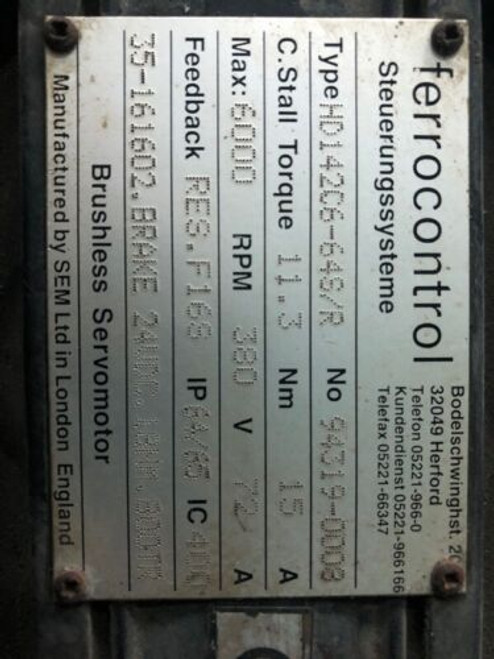 ferrocontrol
Steuerungssysteme
Bodelschwinghst. 20
32049 Herford
Telefon 05221-966-0
Kundendienst 05221-966166
Telefax 05221-66347
Type HD142C6-64S/R No 94319-0008
C.Stall Torque 11.3 Nm 15 A
Max: 6000 RPM 380 V 72 A
Feedback RES.F16S IP 64/65 IC 400
35-161602.BRAKE 24VDC.
Brushless Servomotor
Manufactured by SEM Ltd in London England